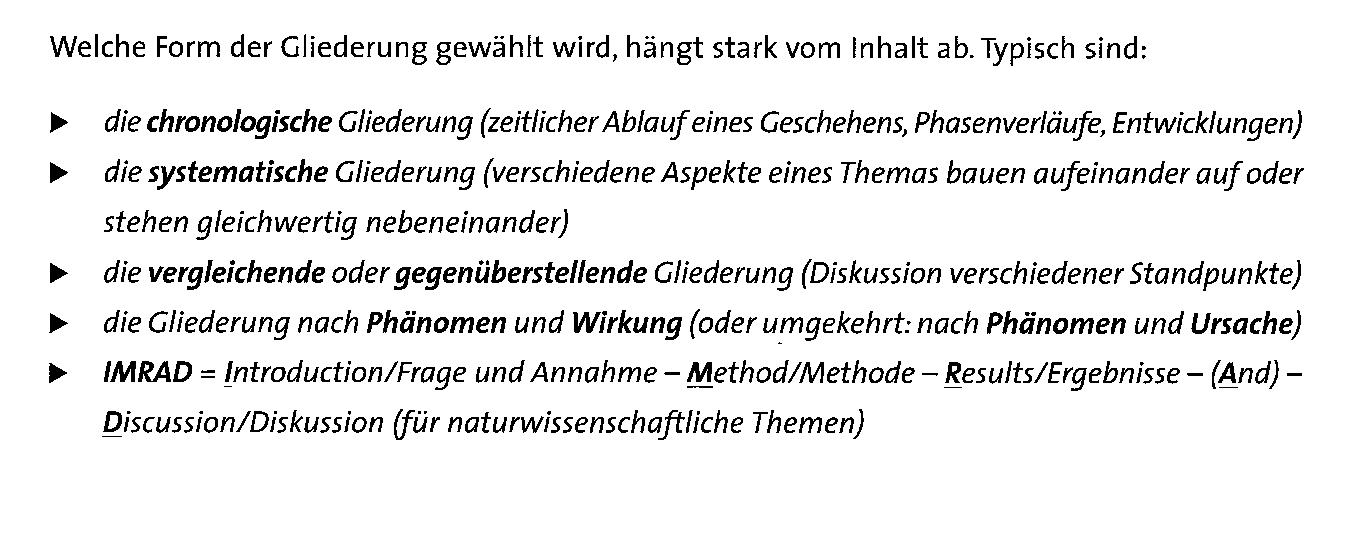 Welche Form der Gliederung gewählt wird, hängt stark vom Inhalt ab. Typisch sind:
▶ die chronologische Gliederung (zeitlicher Ablauf eines Geschehens, Phasenverläufe, Entwicklungen)
▶ die systematische Gliederung (verschiedene Aspekte eines Themas bauen aufeinander auf oder
stehen gleichwertig nebeneinander)
▶ die vergleichende oder gegenüberstellende Gliederung (Diskussion verschiedener Standpunkte)
▶ die Gliederung nach Phänomen und Wirkung (oder umgekehrt: nach Phänomen und Ursache)
▶ IMRAD = Introduction/Frage und Annahme – Method/Methode – Results/Ergebnisse – (And) –
Discussion/Diskussion (für naturwissenschaftliche Themen)